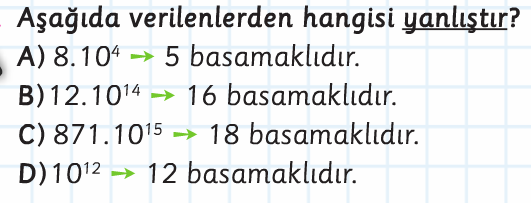 Aşağıda verilenlerden hangisi yanlıştır?
A) 8.10⁴ → 5 basamaklıdır.
B) 12.10¹⁴ → 16 basamaklıdır.
C) 871.10¹⁵ → 18 basamaklıdır.
D) 10¹² → 12 basamaklıdır.